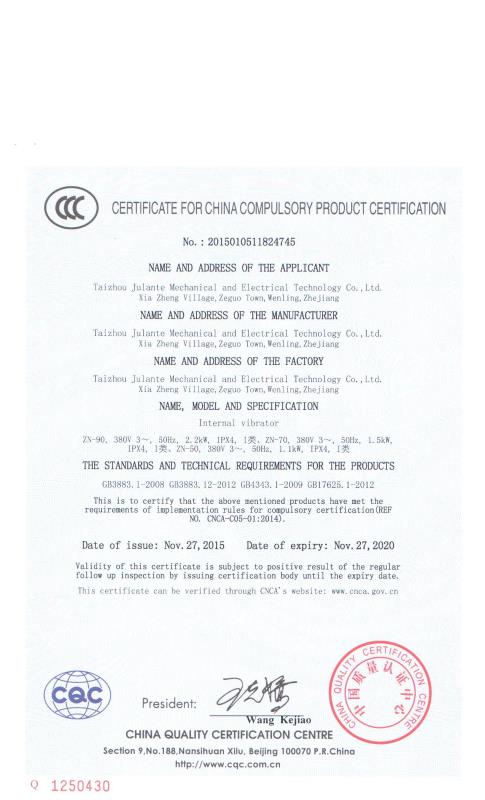 CERTIFICATE FOR CHINA COMPULSORY PRODUCT CERTIFICATION
No. : 2015010511824745
NAME AND ADDRESS OF THE APPLICANT
Taizhou Julante Mechanical and Electrical Technology Co.,Ltd.
Xia Zheng Village,Zeguo Town,Wenling,Zhejiang
NAME AND ADDRESS OF THE MANUFACTURER
Taizhou Julante Mechanical and Electrical Technology Co.,Ltd.
Xia Zheng Village,Zeguo Town,Wenling,Zhejiang
NAME AND ADDRESS OF THE FACTORY
Taizhou Julante Mechanical and Electrical Technology Co.,Ltd.
Xia Zheng Village,Zeguo Town,Wenling,Zhejiang
NAME, MODEL AND SPECIFICATION
Internal vibrator
ZN-90, 380V 3～, 50Hz, 2.2kW, IPX4, I类、ZN-70, 380V 3～, 50Hz, 1.5kW,
IPX4, I类、ZN-50, 380V 3～, 50Hz, 1.1kW, IPX4, I类
THE STANDARDS AND TECHNICAL REQUIREMENTS FOR THE PRODUCTS
GB3883.1-2008 GB3883.12-2012 GB4343.1-2009 GB17625.1-2012
This is to certify that the above mentioned products have met the
requirements of implementation rules for compulsory certification(REF
NO. CNCA-C05-01:2014).
Date of issue: Nov.27,2015 Date of expiry: Nov.27,2020
Validity of this certificate is subject to positive result of the regular
follow up inspection by issuing certification body until the expiry date.
This certificate can be verified through CNCA's website: www.cnca.gov.cn
CQC
President:
Wang Kejiao
CHINA QUALITY CERTIFICATION CENTRE
中国质量认证中心
CHINA QUALITY CERTIFICATION CENTRE
Section 9,No.188,Nansihuan Xilu, Beijing 100070 P.R.China
http://www.cqc.com.cn
Q 1250430